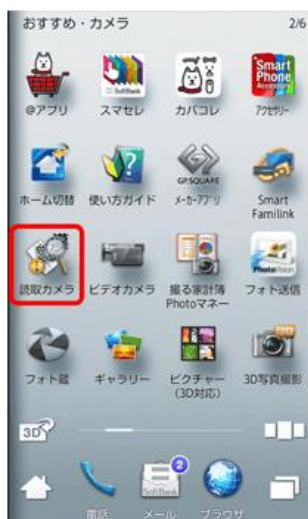 おすすめ・カメラ 2/6
SoftBank
Smart Phone Accessory
@アプリ スマセレ カバコレ アクセサリー
GP.SQUARE
ホーム切替 使い方ガイド メーカーアプリ Smart Familink
PhotoVision
読取カメラ ビデオカメラ 撮る家計簿 Photoマネー フォト送信
フォト蔵 ギャラリー ピクチャー (3D対応) 3D写真撮影
3D
2
SoftBank
電話 メール ブラウザ